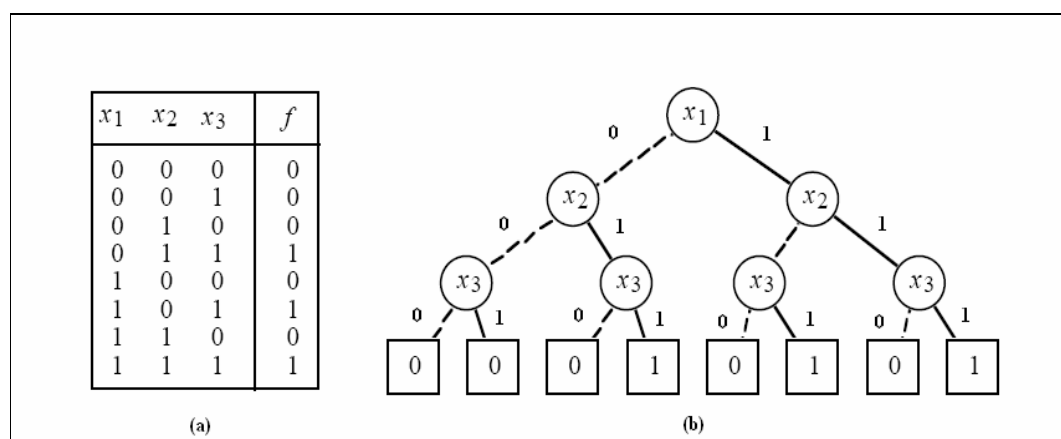 x1 x2 x3 f
0 0 0 0
0 0 1 0
0 1 0 0
0 1 1 1
1 0 0 0
1 0 1 1
1 1 0 0
1 1 1 1
(a)
x1
0 1
x2 x2
0 1 1
x3 x3 x3 x3
0 1 0 1 0 1 0 1
0 0 0 1 0 1 0 1
(b)